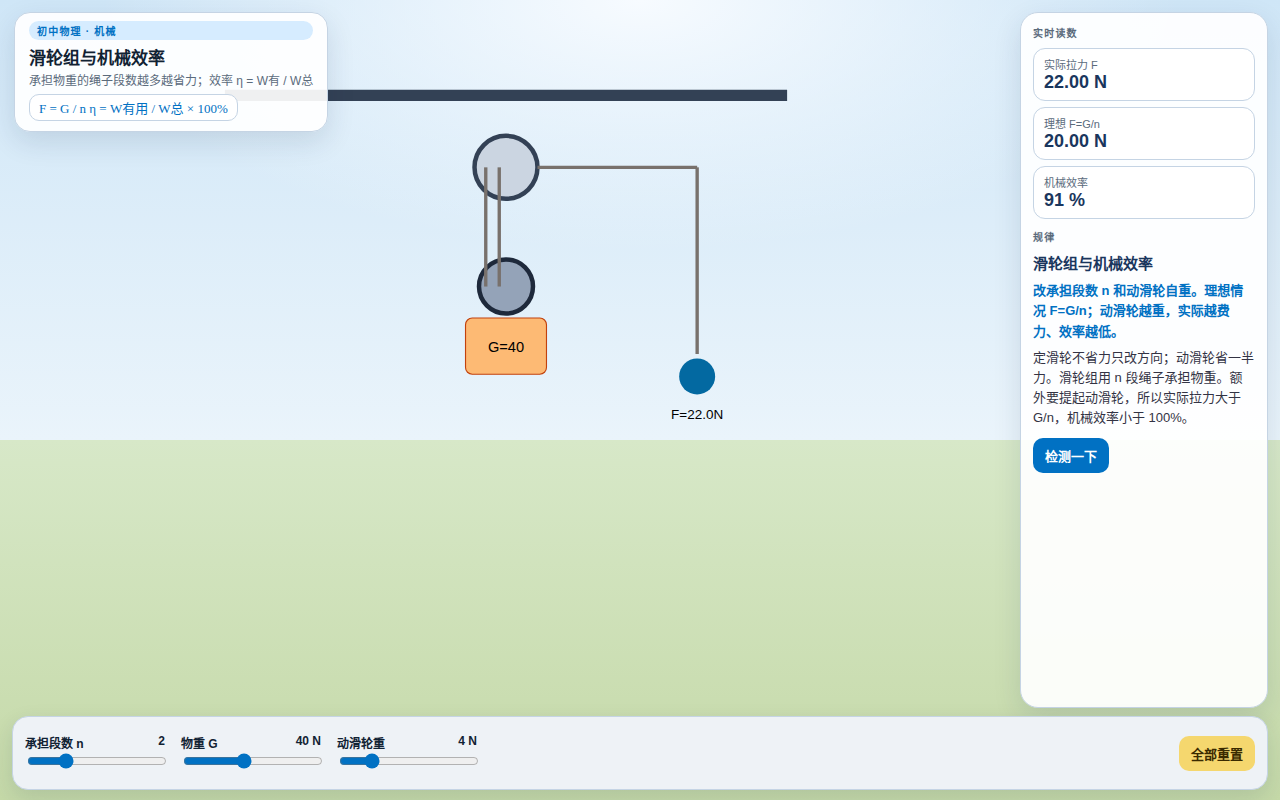 初中物理 · 机械
滑轮组与机械效率
承担物重的绳子段数越多越省力；效率 η = W有 / W总
F = G / n η = W有用 / W总 × 100%
G=40
F=22.0N
实时读数
实际拉力 F
22.00 N
理想 F=G/n
20.00 N
机械效率
91 %
规律
滑轮组与机械效率
改承担段数 n 和动滑轮自重。理想情
况 F=G/n；动滑轮越重，实际越费
力、效率越低。
定滑轮不省力只改方向；动滑轮省一半
力。滑轮组用 n 段绳子承担物重。额
外要提起动滑轮，所以实际拉力大于
G/n，机械效率小于 100%。
检测一下
承担段数 n 2
物重 G 40 N
动滑轮重 4 N
全部重置